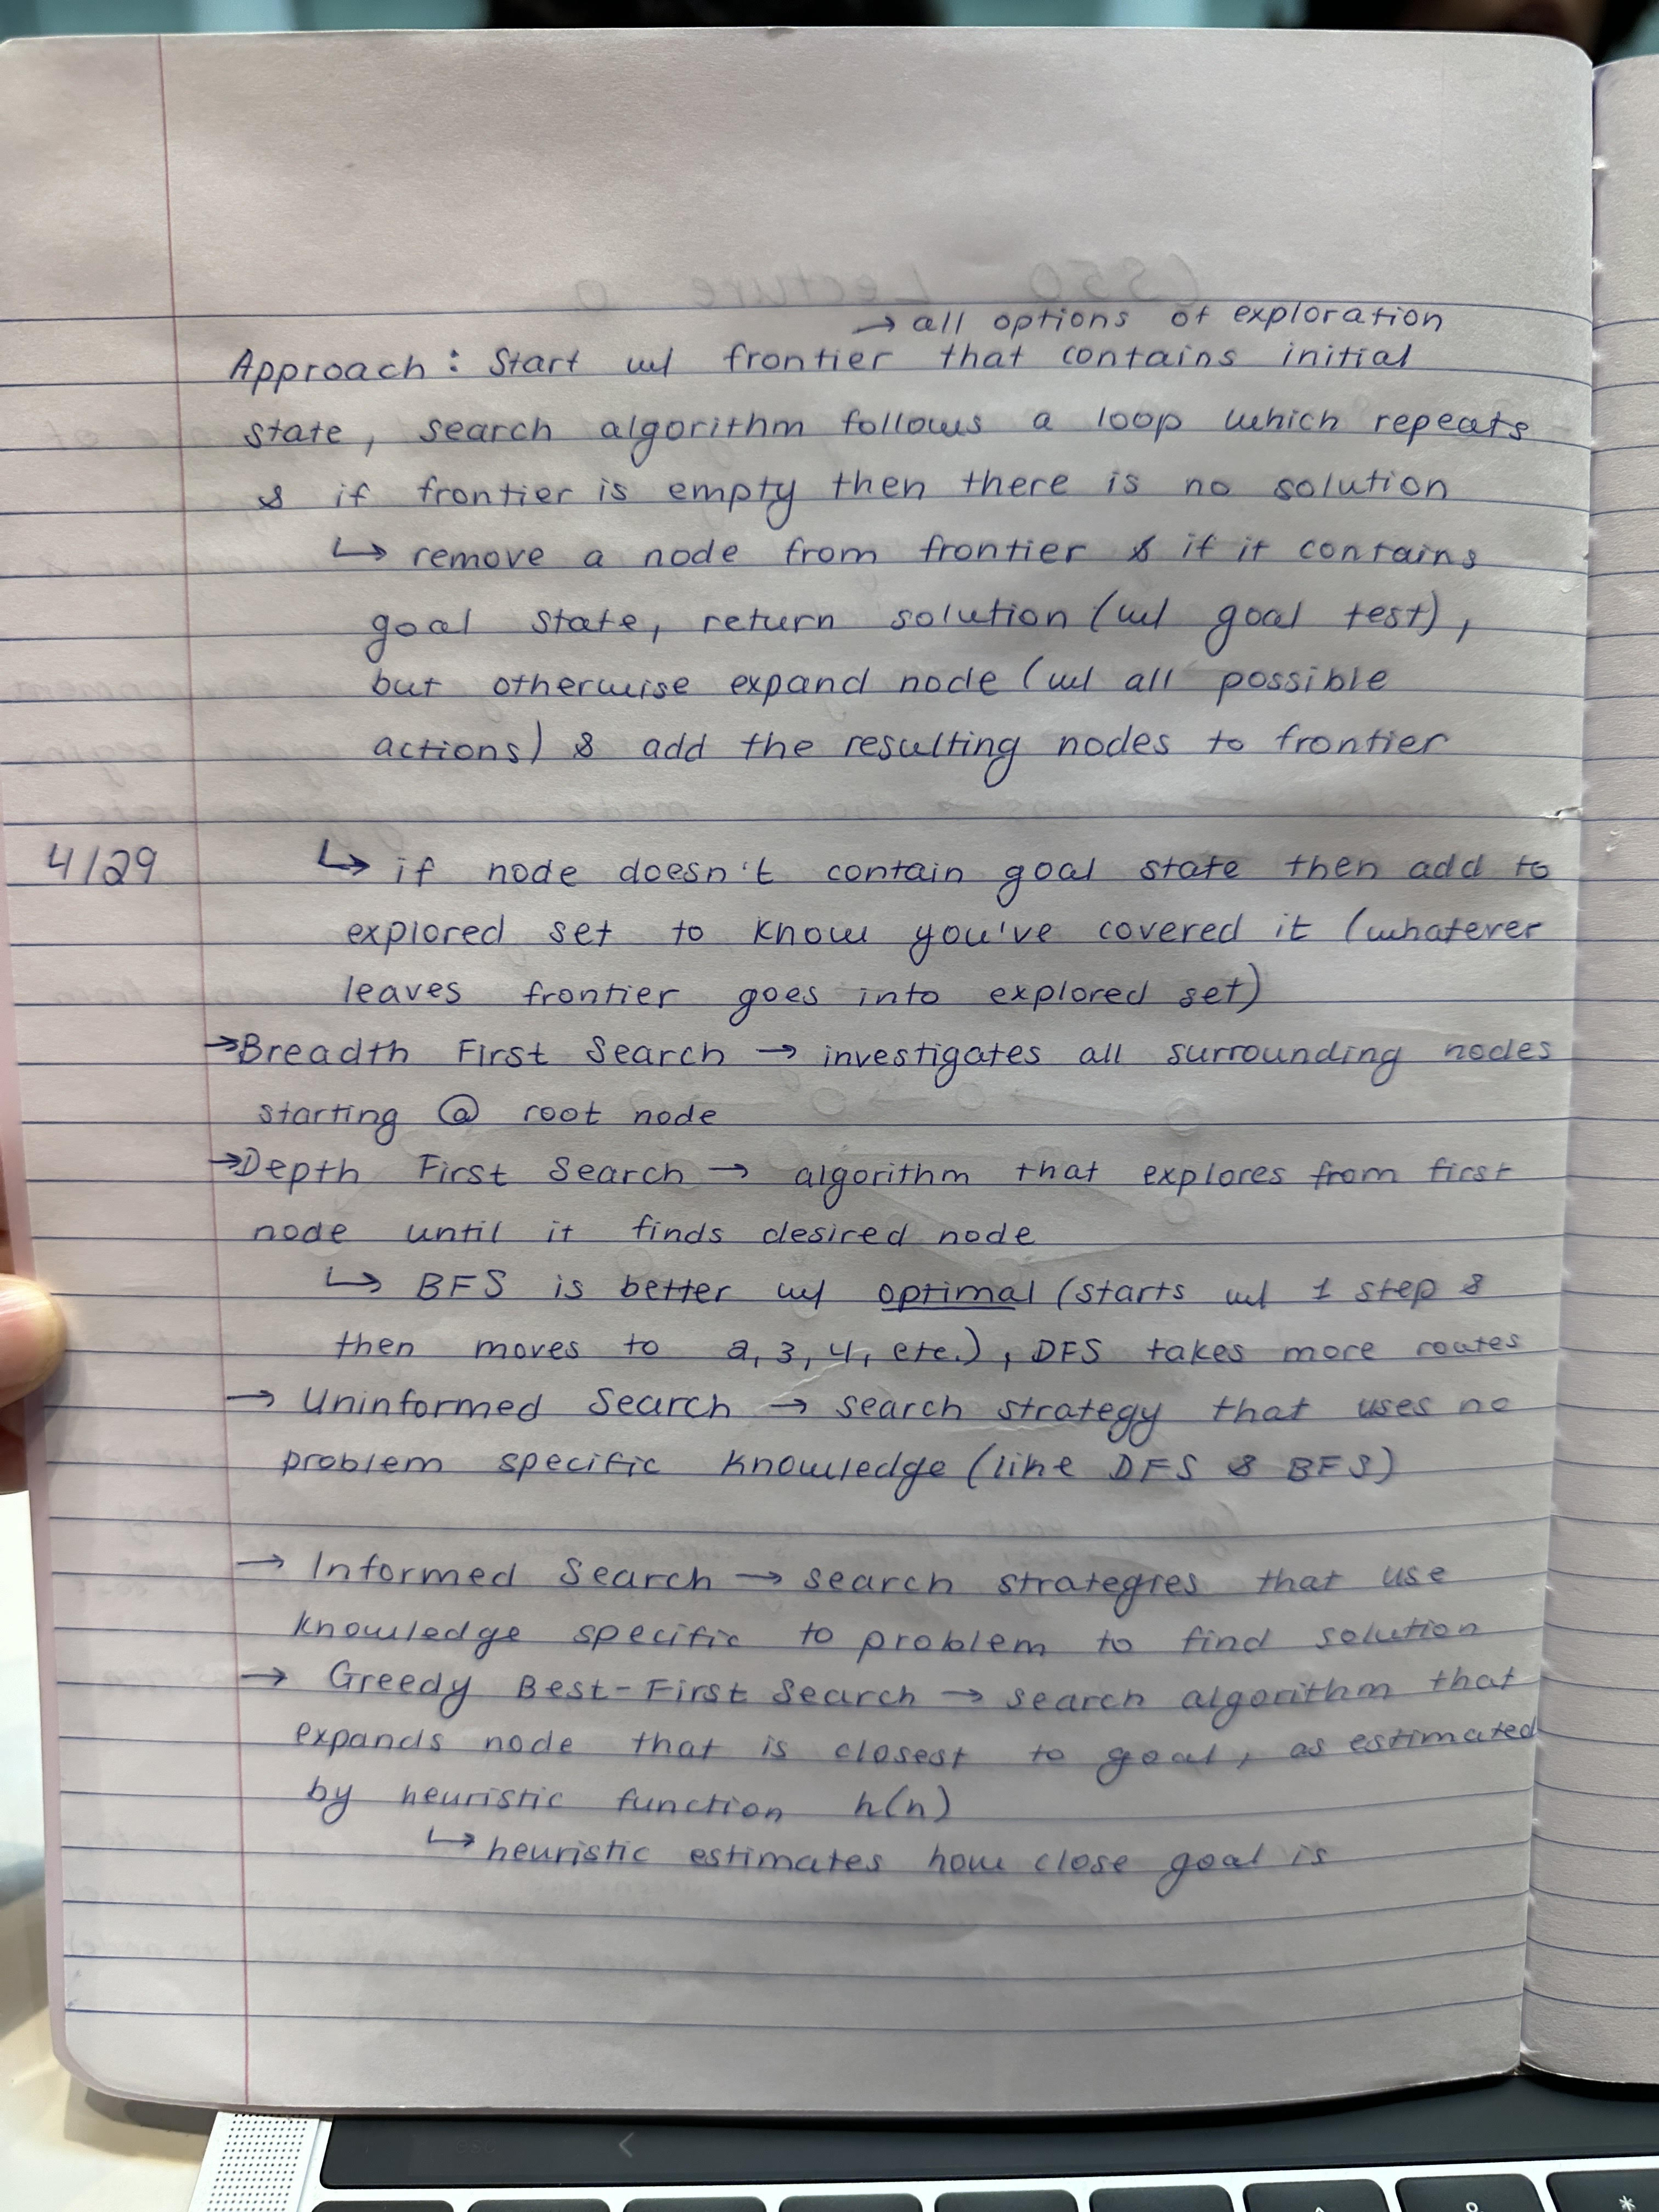 → all options of exploration
Approach: Start w/ frontier that contains initial
state, search algorithm follows a loop which repeats
& if frontier is empty then there is no solution
↳ remove a node from frontier & if it contains
goal state, return solution (w/ goal test),
but otherwise expand node (w/ all possible
actions) & add the resulting nodes to frontier
4/29 ↳ if node doesn't contain goal state then add to
explored set to know you've covered it (whatever
leaves frontier goes into explored set)
→Breadth First Search → investigates all surrounding nodes
starting @ root node
→Depth First Search → algorithm that explores from first
node until it finds desired node
↳ BFS is better w/ optimal (starts w/ 1 step &
then moves to 2, 3, 4, etc.), DFS takes more routes
→ Uninformed Search → search strategy that uses no
problem specific knowledge (like DFS & BFS)
→ Informed Search → search strategies that use
knowledge specific to problem to find solution
→ Greedy Best-First Search → search algorithm that
expands node that is closest to goal, as estimated
by heuristic function h(n)
↳ heuristic estimates how close goal is